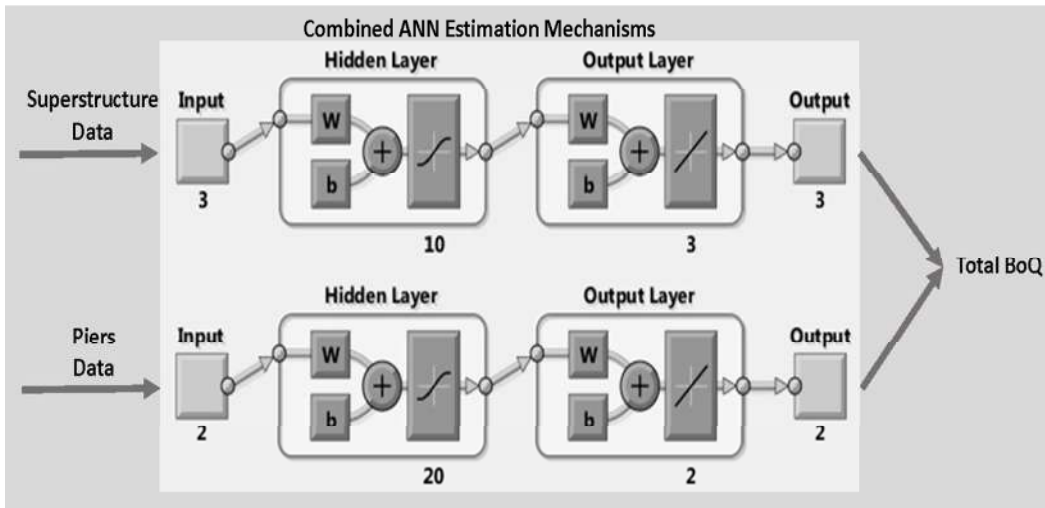 Combined ANN Estimation Mechanisms
Superstructure
Data
Input
3
Hidden Layer
W
b
+
10
Output Layer
W
b
+
3
Output
3
Total BoQ
Piers
Data
Input
2
Hidden Layer
W
b
+
20
Output Layer
W
b
+
2
Output
2